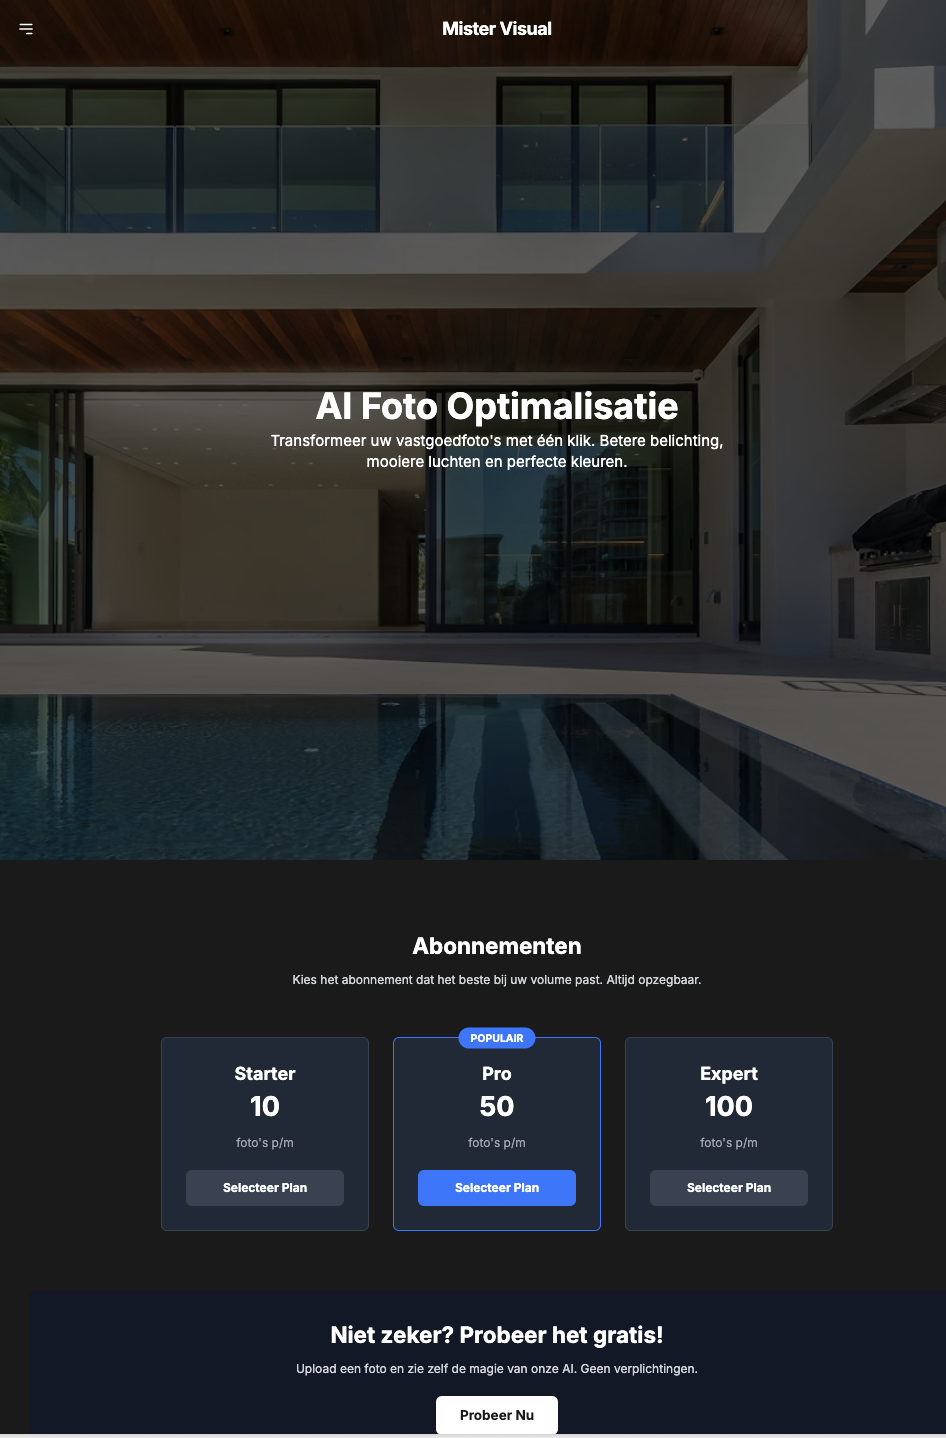 Mister Visual
AI Foto Optimalisatie
Transformeer uw vastgoedfoto's met één klik. Betere belichting,
mooiere luchten en perfecte kleuren.
Abonnementen
Kies het abonnement dat het beste bij uw volume past. Altijd opzegbaar.
Starter
10
foto's p/m
Selecteer Plan
POPULAIR
Pro
50
foto's p/m
Selecteer Plan
Expert
100
foto's p/m
Selecteer Plan
Niet zeker? Probeer het gratis!
Upload een foto en zie zelf de magie van onze AI. Geen verplichtingen.
Probeer Nu